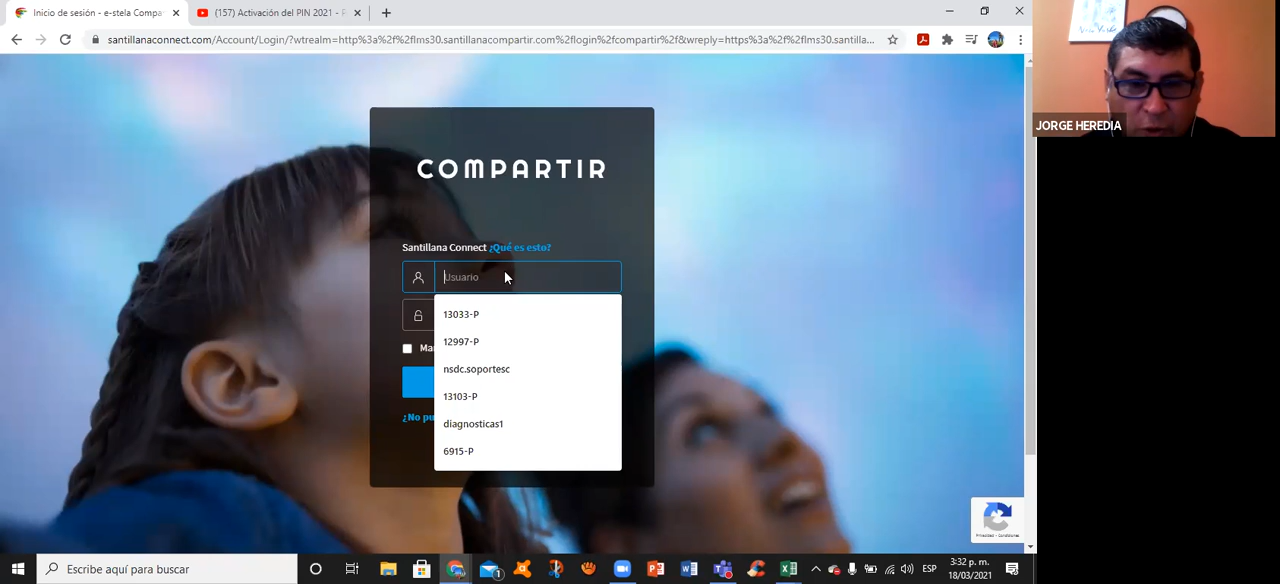 Inicio de sesión - e-stela Compa
(157) Activación del PIN 2021 - P
santillanaconnect.com/Account/Login/?wtrealm=http%3a%2f%2flms30.santillanacompartir.com%2flogin%2fcompartir%2f&wreply=https%3a%2f%2flms30.santilla...
JORGE HEREDIA
COMPARTIR
Santillana Connect ¿Qué es esto?
Usuario
13033-P
12997-P
Ma
nsdc.soportesc
13103-P
¿No pu
diagnosticas1
6915-P
Privacidad - Condiciones
Escribe aquí para buscar
1
ESP
3:32 p. m.
18/03/2021